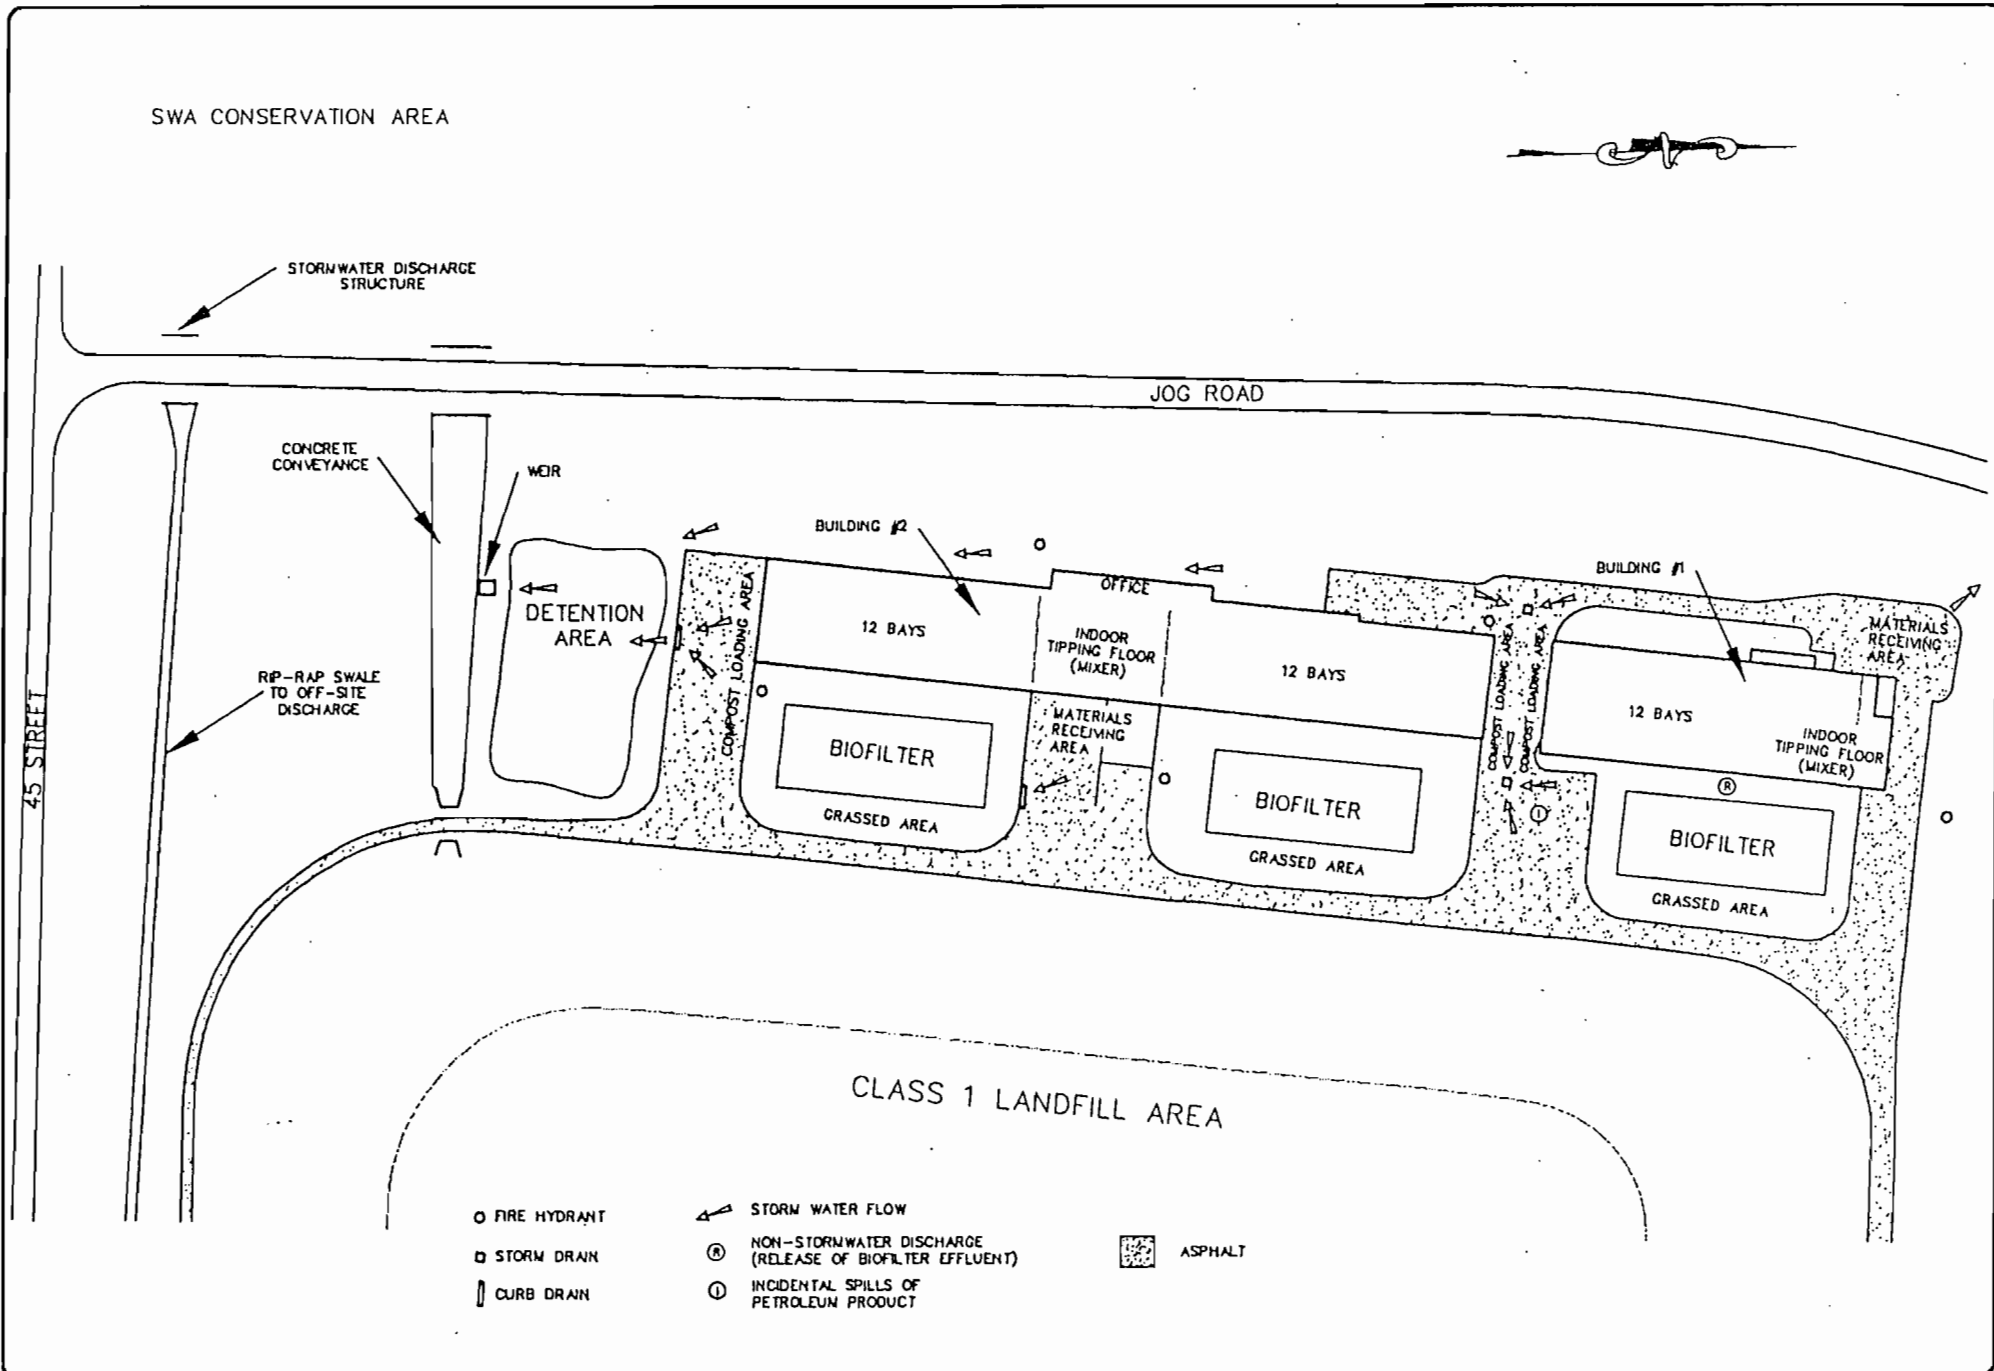 SWA CONSERVATION AREA
STORMWATER DISCHARGE
STRUCTURE
JOG ROAD
CONCRETE
CONVEYANCE
WEIR
BUILDING #2
BUILDING #1
OFFICE
DETENTION
AREA
COMPOST LOADING AREA
12 BAYS
INDOOR
TIPPING FLOOR
(MIXER)
12 BAYS
COMPOST LOADING AREA
COMPOST LOADING AREA
MATERIALS
RECEIVING
AREA
12 BAYS
INDOOR
TIPPING FLOOR
(MIXER)
RIP-RAP SWALE
TO OFF-SITE
DISCHARGE
45 STREET
MATERIALS
RECEIVING
AREA
BIOFILTER
GRASSED AREA
BIOFILTER
GRASSED AREA
R
I
BIOFILTER
GRASSED AREA
CLASS 1 LANDFILL AREA
FIRE HYDRANT
STORM DRAIN
CURB DRAIN
STORM WATER FLOW
R NON-STORMWATER DISCHARGE
(RELEASE OF BIOFILTER EFFLUENT)
I INCIDENTAL SPILLS OF
PETROLEUM PRODUCT
ASPHALT